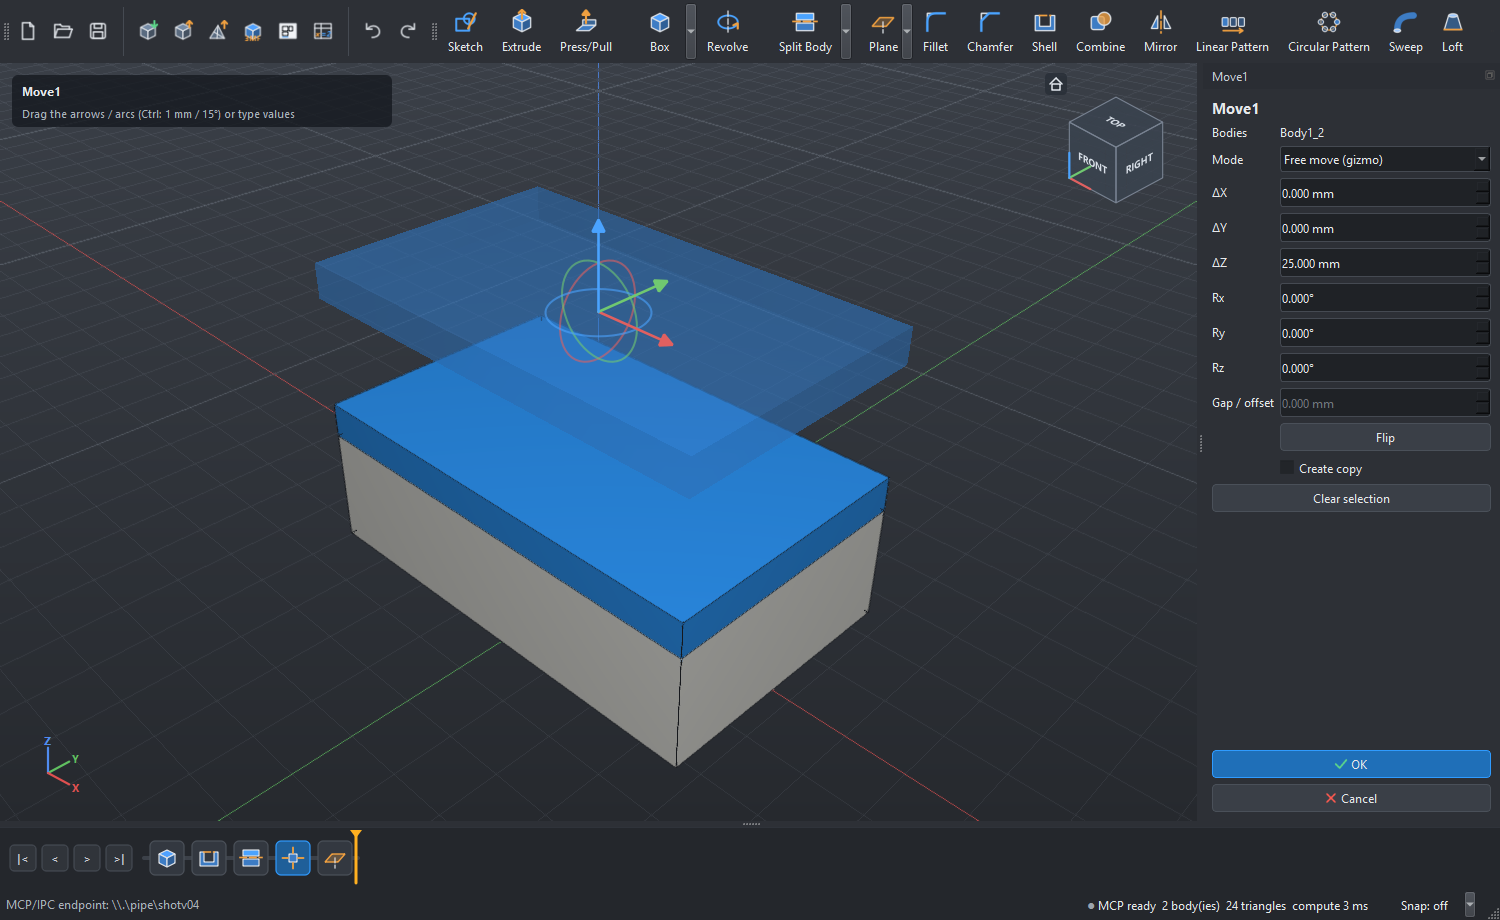 Sketch
Extrude
Press/Pull
Box
Revolve
Split Body
Plane
Fillet
Chamfer
Shell
Combine
Mirror
Linear Pattern
Circular Pattern
Sweep
Loft
Move1
Drag the arrows / arcs (Ctrl: 1 mm / 15°) or type values
TOP
FRONT
RIGHT
Z
Y
X
Move1
Move1
Bodies Body1_2
Mode Free move (gizmo)
ΔX 0.000 mm
ΔY 0.000 mm
ΔZ 25.000 mm
Rx 0.000°
Ry 0.000°
Rz 0.000°
Gap / offset 0.000 mm
Flip
Create copy
Clear selection
OK
Cancel
|< < > >|
MCP/IPC endpoint: \\.\pipe\shotv04
MCP ready 2 body(ies) 24 triangles compute 3 ms Snap: off